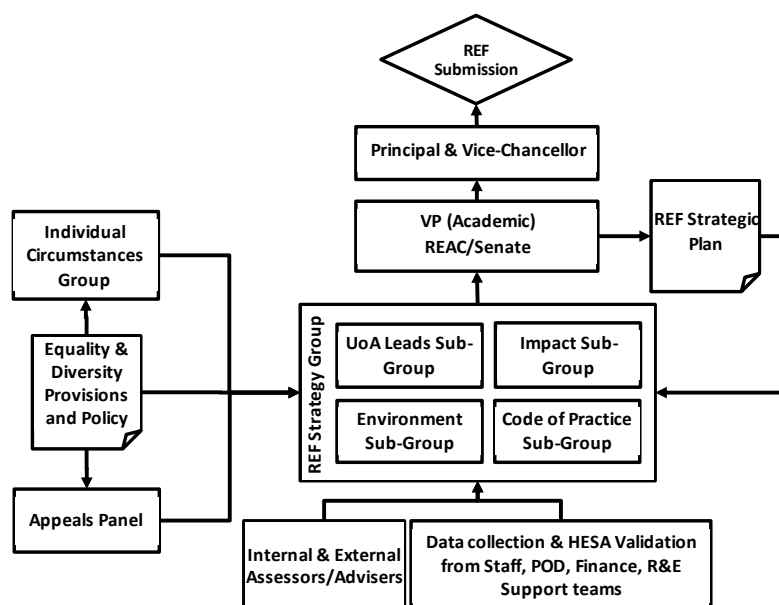 REF
Submission
Principal & Vice-Chancellor
VP (Academic)
REAC/Senate
REF Strategic
Plan
Individual
Circumstances
Group
Equality &
Diversity
Provisions
and Policy
Appeals Panel
REF Strategy Group
UoA Leads Sub-
Group
Impact Sub-
Group
Environment
Sub-Group
Code of Practice
Sub-Group
Internal & External
Assessors/Advisers
Data collection & HESA Validation
from Staff, POD, Finance, R&E
Support teams